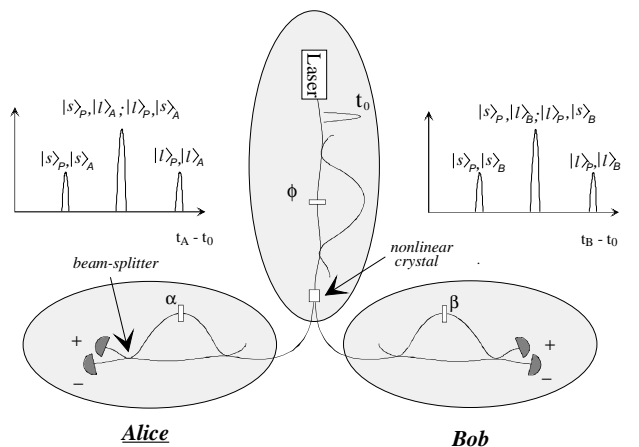 Laser
t₀
|s⟩P,|l⟩A;|l⟩P,|s⟩A
|s⟩P,|s⟩A
|l⟩P,|l⟩A
tA - t0
|s⟩P,|l⟩B;|l⟩P,|s⟩B
|s⟩P,|s⟩B
|l⟩P,|l⟩B
tB - t0
ϕ
beam-splitter
nonlinear
crystal
α
β
+
−
+
−
Alice
Bob